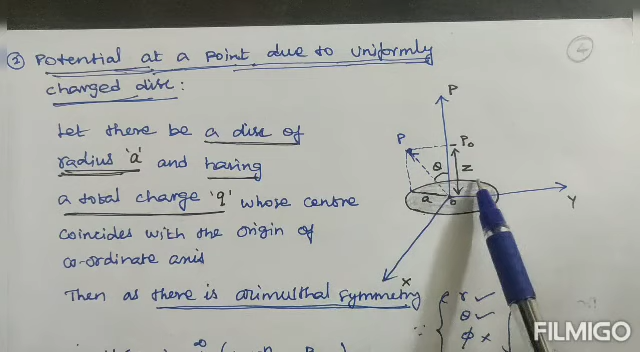 ① Potential at a point due to uniformly
charged disc:
④
Let there be a disc of
radius 'a' and having
a total charge 'q' whose centre
coincides with the origin of
co-ordinate axis
Then as there is azimuthal symmetry
∵ { r ✓
θ ✓
ϕ ×
P
P
P₀
θ
Z
a
o
Y
X
FILMIGO